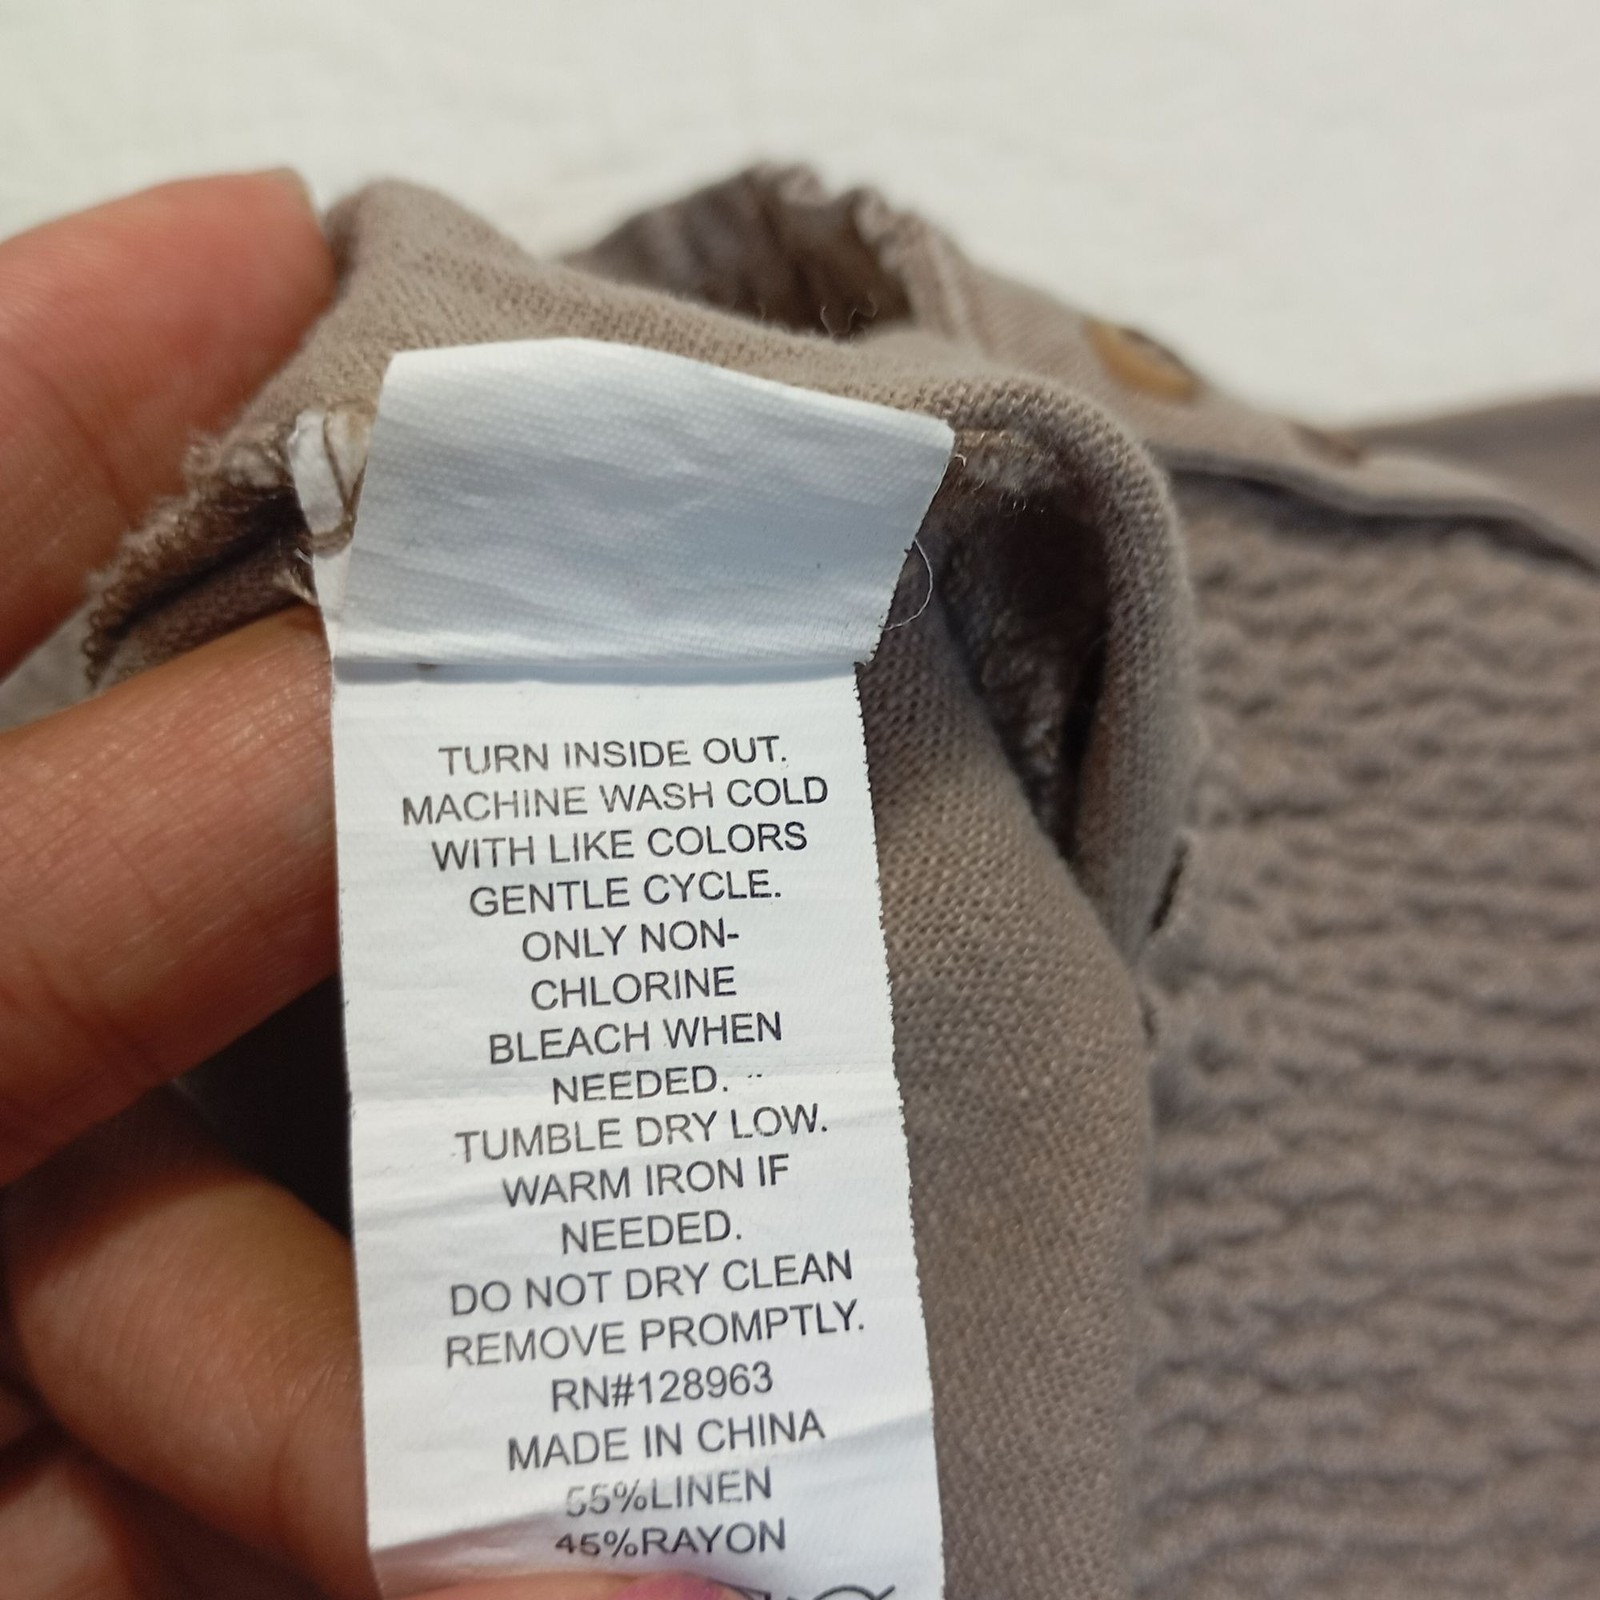 TURN INSIDE OUT.
MACHINE WASH COLD
WITH LIKE COLORS
GENTLE CYCLE.
ONLY NON-
CHLORINE
BLEACH WHEN
NEEDED.
TUMBLE DRY LOW.
WARM IRON IF
NEEDED.
DO NOT DRY CLEAN
REMOVE PROMPTLY.
RN#128963
MADE IN CHINA
55%LINEN
45%RAYON